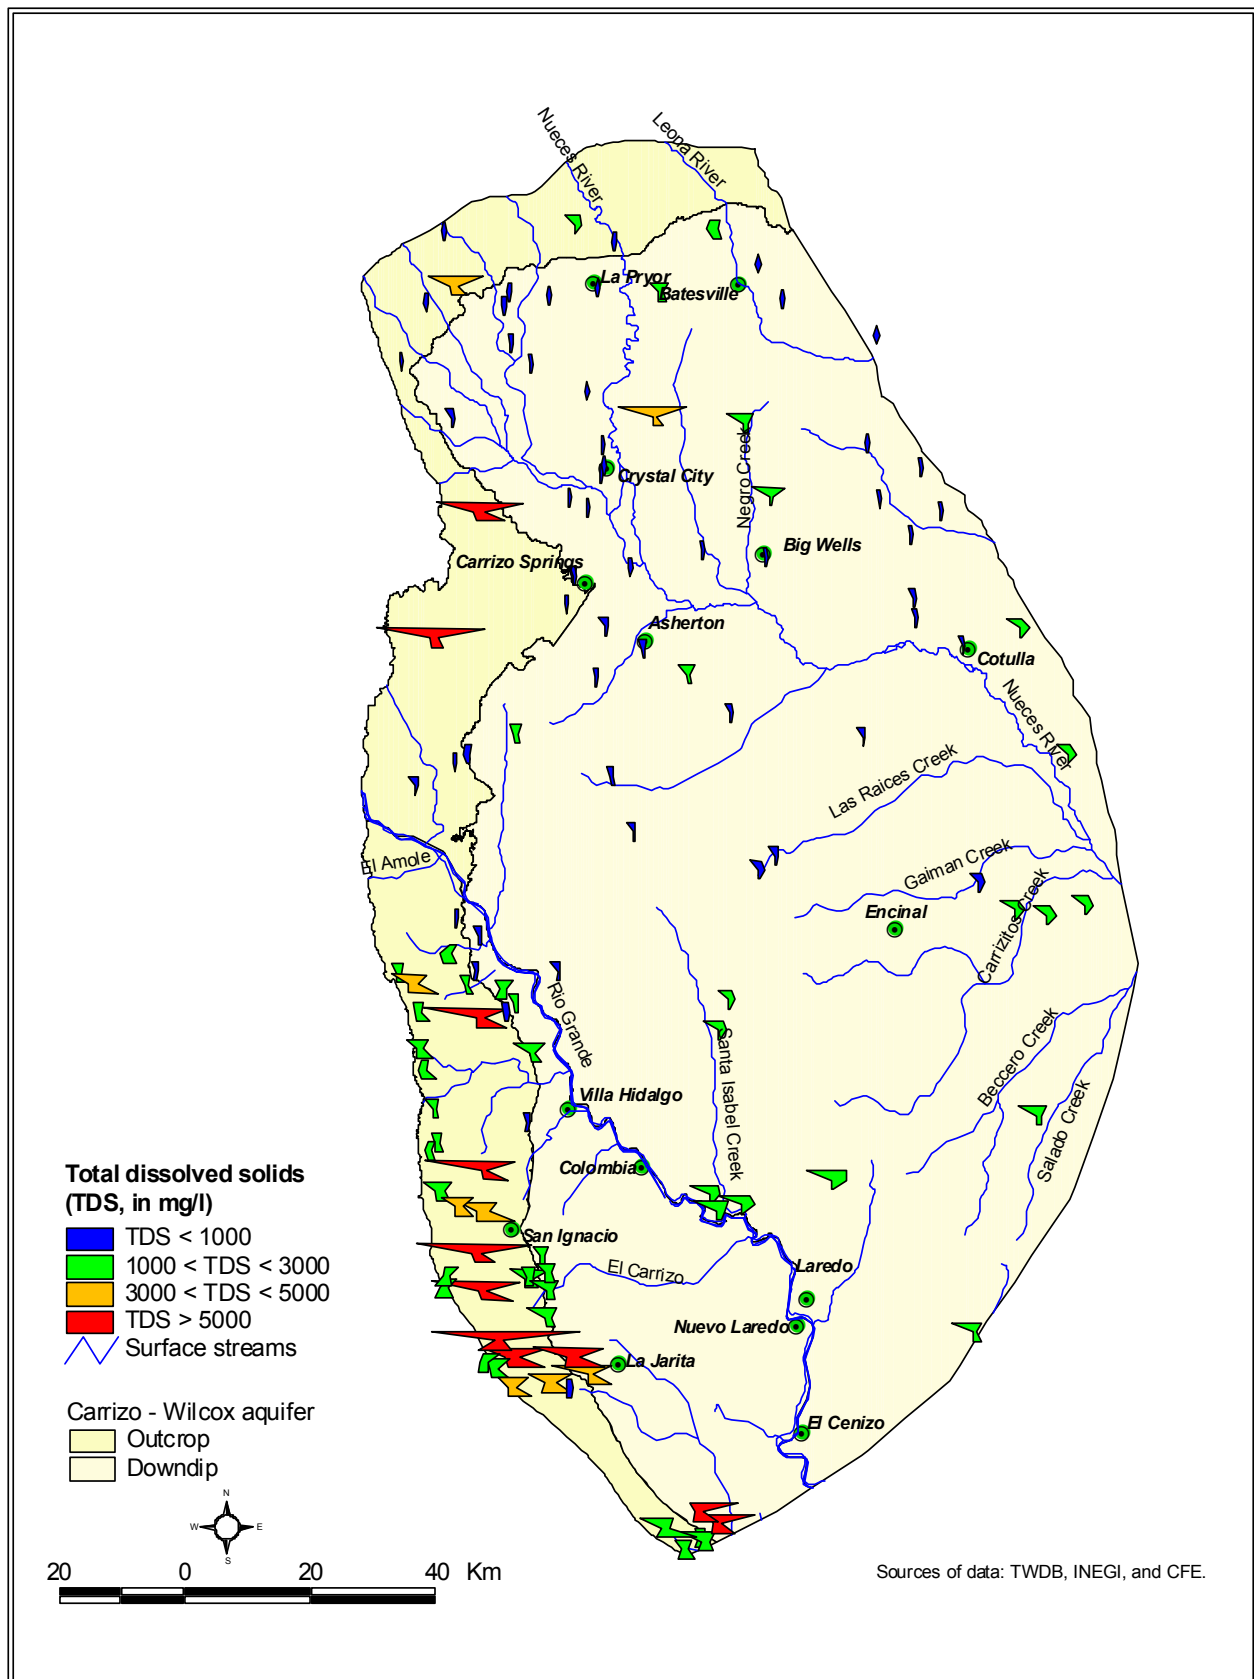 Nueces River
Leona River
La Pryor
Batesville
Crystal City
Negro Creek
Big Wells
Carrizo Springs
Asherton
Cotulla
Nueces River
Las Raices Creek
El Amole
Gaiman Creek
Encinal
Carrizitos Creek
Rio Grande
Santa Isabel Creek
Beccero Creek
Salado Creek
Villa Hidalgo
Colombia
San Ignacio
El Carrizo
Laredo
Nuevo Laredo
La Jarita
El Cenizo
Total dissolved solids
(TDS, in mg/l)
TDS < 1000
1000 < TDS < 3000
3000 < TDS < 5000
TDS > 5000
Surface streams
Carrizo - Wilcox aquifer
Outcrop
Downdip
N
W
E
S
20 0 20 40 Km
Sources of data: TWDB, INEGI, and CFE.